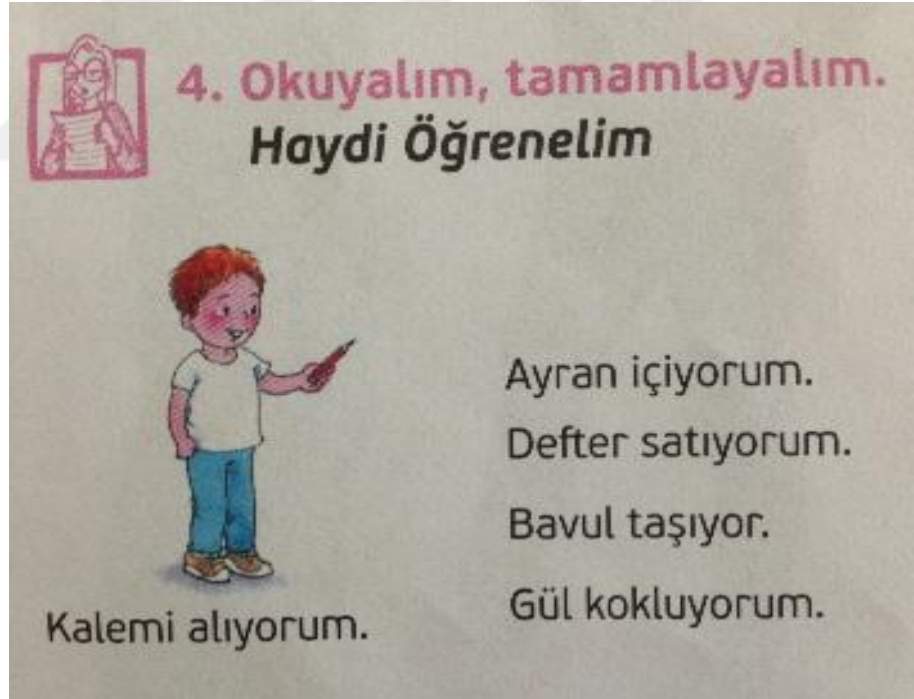 4. Okuyalım, tamamlayalım.
Haydi Öğrenelim
Kalemi alıyorum.
Ayran içiyorum.
Defter satıyorum.
Bavul taşıyor.
Gül kokluyorum.